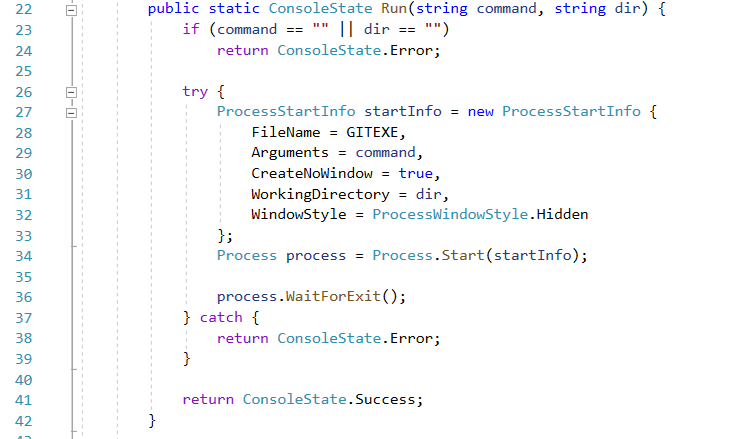 22 public static ConsoleState Run(string command, string dir) {
23 if (command == "" || dir == "")
24 return ConsoleState.Error;
25
26 try {
27 ProcessStartInfo startInfo = new ProcessStartInfo {
28 FileName = GITEXE,
29 Arguments = command,
30 CreateNoWindow = true,
31 WorkingDirectory = dir,
32 WindowStyle = ProcessWindowStyle.Hidden
33 };
34 Process process = Process.Start(startInfo);
35
36 process.WaitForExit();
37 } catch {
38 return ConsoleState.Error;
39 }
40
41 return ConsoleState.Success;
42 }